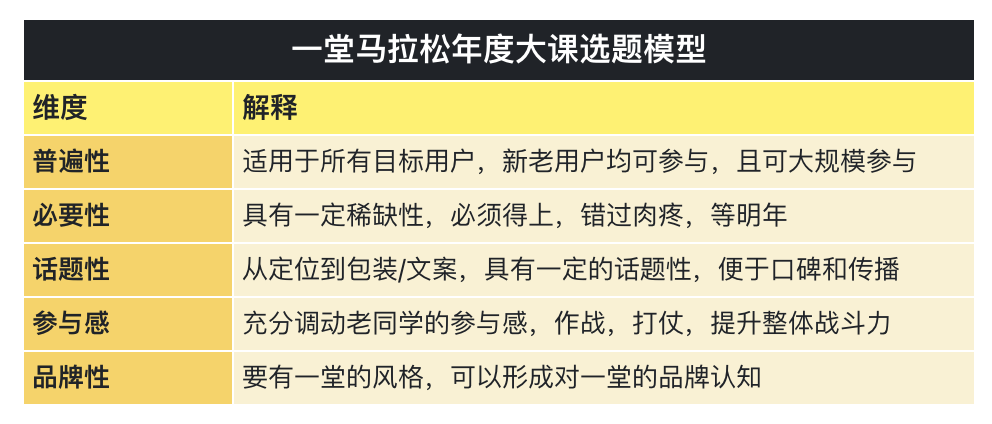 一堂马拉松年度大课选题模型
维度 解释
普遍性 适用于所有目标用户，新老用户均可参与，且可大规模参与
必要性 具有一定稀缺性，必须得上，错过肉疼，等明年
话题性 从定位到包装/文案，具有一定的话题性，便于口碑和传播
参与感 充分调动老同学的参与感，作战，打仗，提升整体战斗力
品牌性 要有一堂的风格，可以形成对一堂的品牌认知